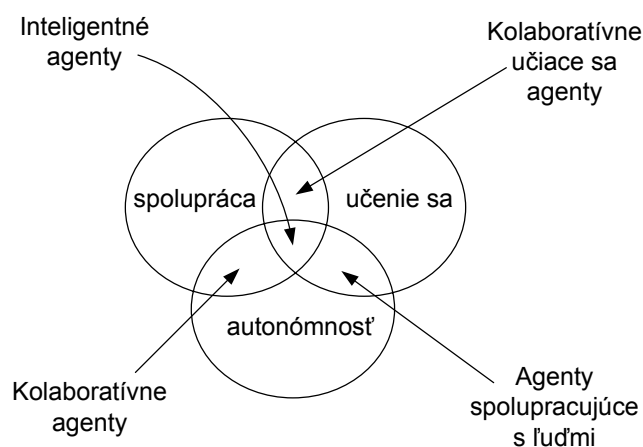 Inteligentné
agenty
Kolaboratívne
učiace sa
agenty
spolupráca
učenie sa
autonómnosť
Kolaboratívne
agenty
Agenty
spolupracujúce
s ľuďmi